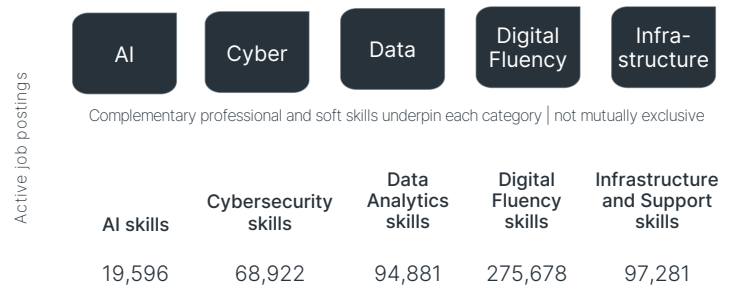 AI
Cyber
Data
Digital
Fluency
Infra-
structure
Complementary professional and soft skills underpin each category | not mutually exclusive
Active job postings
AI skills
Cybersecurity
skills
Data
Analytics
skills
Digital
Fluency
skills
Infrastructure
and Support
skills
19,596
68,922
94,881
275,678
97,281